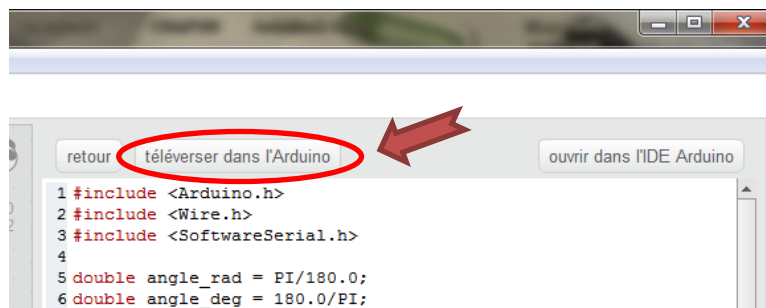 retour téléverser dans l'Arduino ouvrir dans l'IDE Arduino
1 #include <Arduino.h>
2 #include <Wire.h>
3 #include <SoftwareSerial.h>
4
5 double angle_rad = PI/180.0;
6 double angle_deg = 180.0/PI;